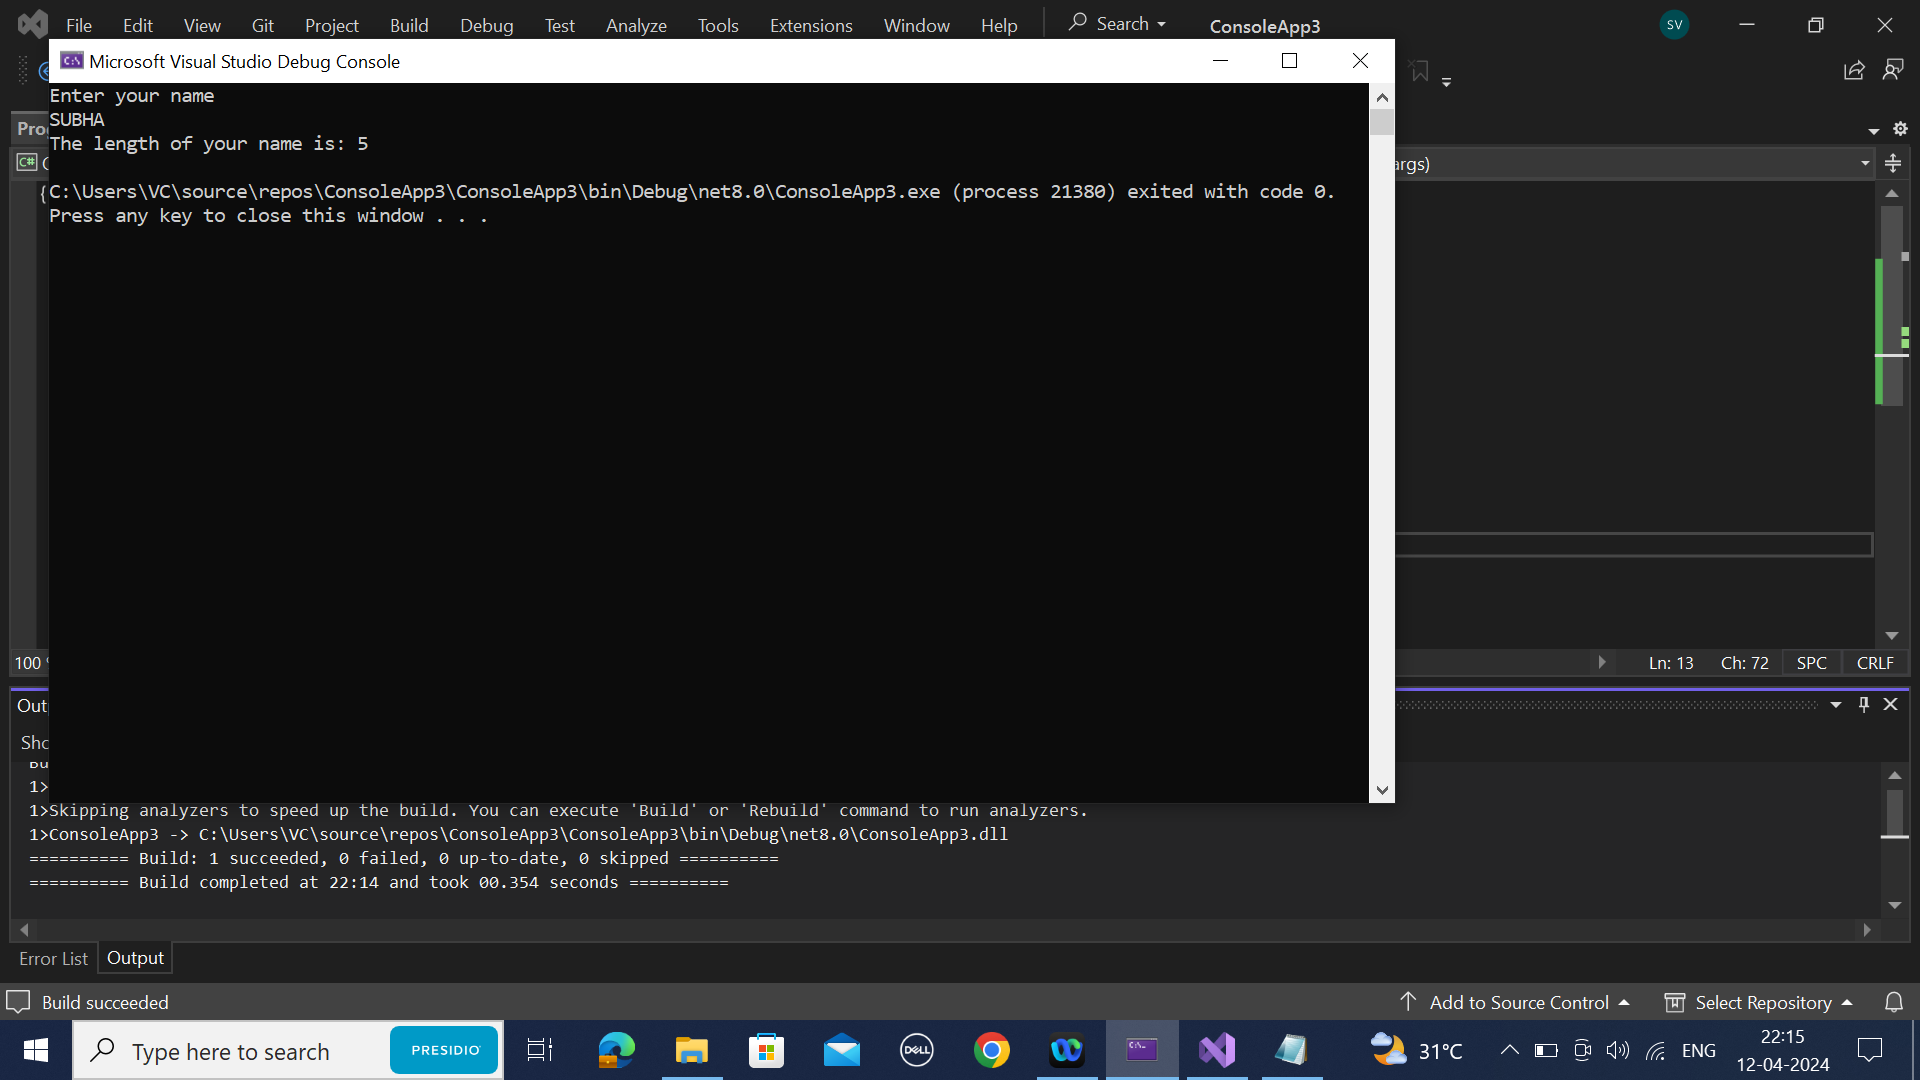 File Edit View Git Project Build Debug Test Analyze Tools Extensions Window Help Search ConsoleApp3 SV
Microsoft Visual Studio Debug Console
Enter your name
SUBHA
The length of your name is: 5
args)
C:\Users\VC\source\repos\ConsoleApp3\ConsoleApp3\bin\Debug\net8.0\ConsoleApp3.exe (process 21380) exited with code 0.
Press any key to close this window . . .
100
Ln: 13 Ch: 72 SPC CRLF
1>
1>Skipping analyzers to speed up the build. You can execute 'Build' or 'Rebuild' command to run analyzers.
1>ConsoleApp3 -> C:\Users\VC\source\repos\ConsoleApp3\ConsoleApp3\bin\Debug\net8.0\ConsoleApp3.dll
========== Build: 1 succeeded, 0 failed, 0 up-to-date, 0 skipped ==========
========== Build completed at 22:14 and took 00.354 seconds ==========
Error List Output
Build succeeded Add to Source Control Select Repository
Type here to search PRESIDIO DELL 31°C ENG 22:15
12-04-2024